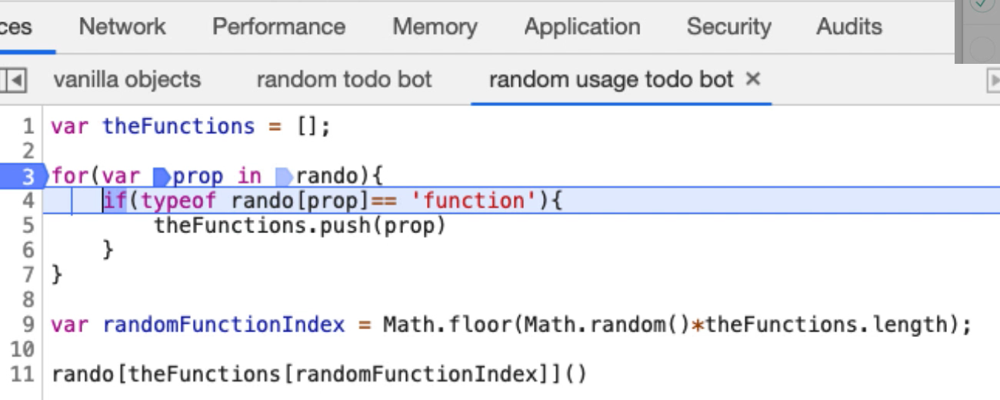 ces Network Performance Memory Application Security Audits
vanilla objects random todo bot random usage todo bot ×
1 var theFunctions = [];
2
3 for(var prop in rando){
4     if(typeof rando[prop]== 'function'){
5         theFunctions.push(prop)
6     }
7 }
8
9 var randomFunctionIndex = Math.floor(Math.random()*theFunctions.length);
10
11 rando[theFunctions[randomFunctionIndex]]()